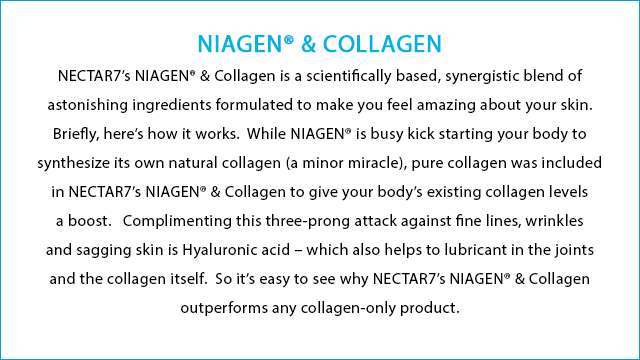 NIAGEN® & COLLAGEN
NECTAR7's NIAGEN® & Collagen is a scientifically based, synergistic blend of
astonishing ingredients formulated to make you feel amazing about your skin.
Briefly, here's how it works.  While NIAGEN® is busy kick starting your body to
synthesize its own natural collagen (a minor miracle), pure collagen was included
in NECTAR7's NIAGEN® & Collagen to give your body's existing collagen levels
a boost.   Complimenting this three-prong attack against fine lines, wrinkles
and sagging skin is Hyaluronic acid – which also helps to lubricant in the joints
and the collagen itself.  So it's easy to see why NECTAR7's NIAGEN® & Collagen
outperforms any collagen-only product.